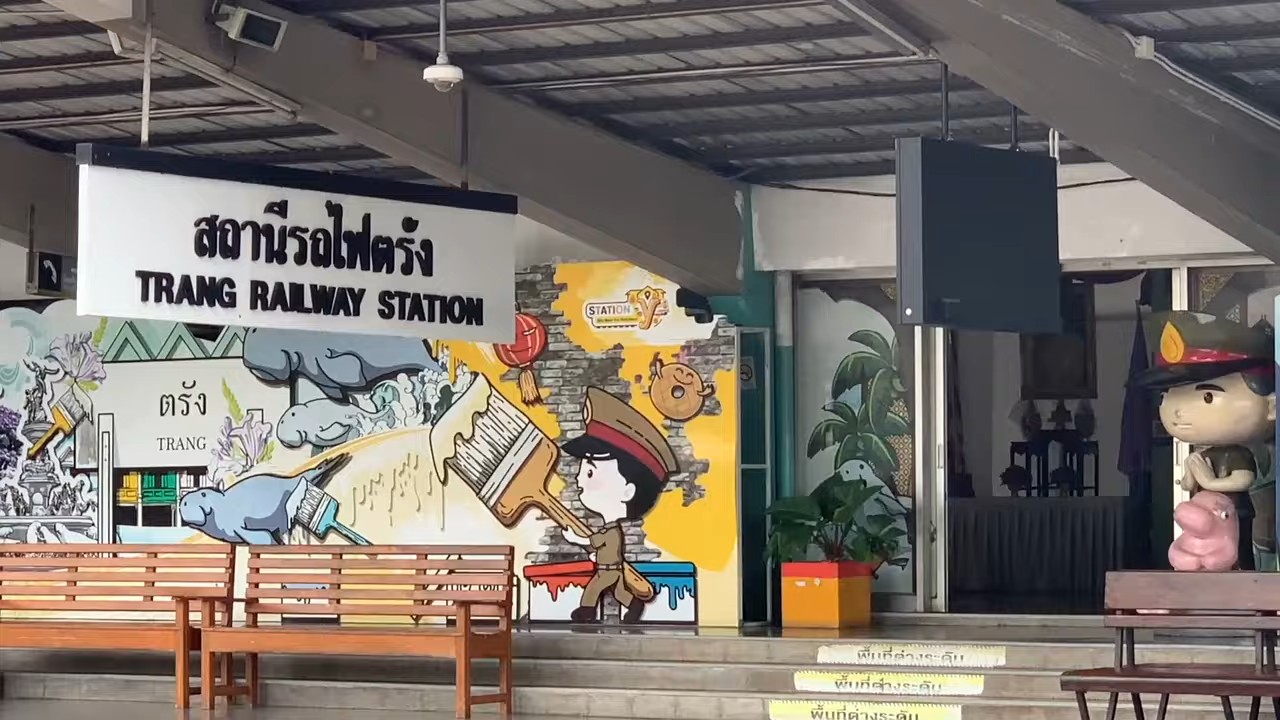 สถานีรถไฟตรัง
TRANG RAILWAY STATION
STATION
ตรัง
TRANG
พื้นที่ต่างระดับ
พื้นที่ต่างระดับ
พื้นที่ต่างระดับ